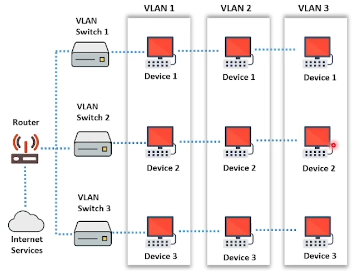 VLAN 1 VLAN 2 VLAN 3
VLAN
Switch 1
Device 1 Device 1 Device 1
VLAN
Switch 2
Router
Device 2 Device 2 Device 2
VLAN
Switch 3
Internet
Services
Device 3 Device 3 Device 3